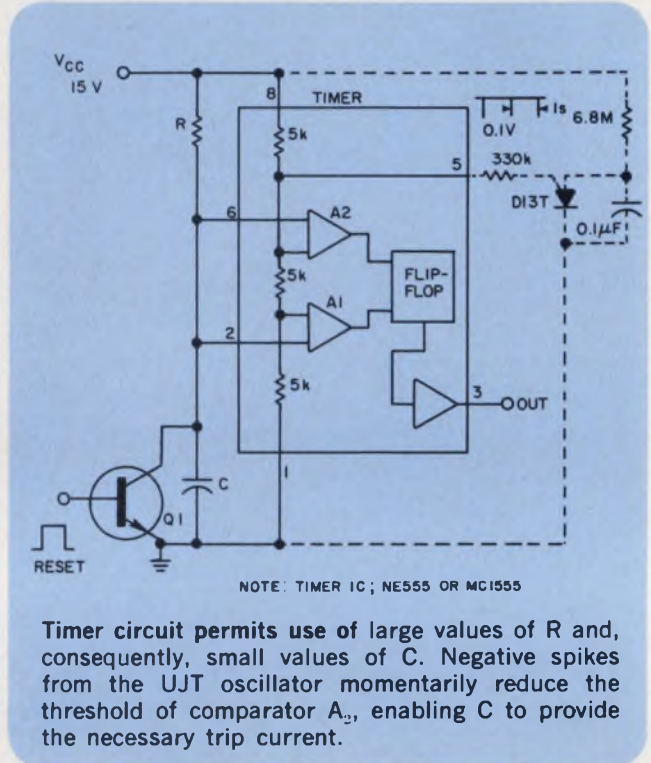 VCC
15 V
8
TIMER
1s
0.1V
6.8M
R
5k
5
330k
D13T
0.1μF
6
A2
5k
FLIP-
FLOP
A1
2
5k
3
OUT
1
C
Q1
RESET
NOTE: TIMER IC; NE555 OR MC1555
Timer circuit permits use of large values of R and,
consequently, small values of C. Negative spikes
from the UJT oscillator momentarily reduce the
threshold of comparator A2, enabling C to provide
the necessary trip current.